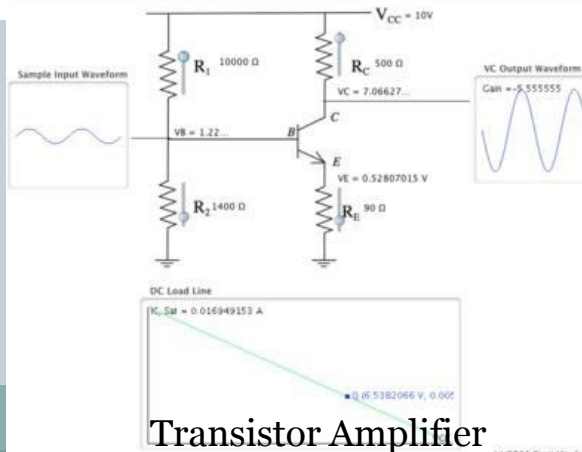 V_CC = 10V
R₁ 10000 Ω
R_C 500 Ω
Sample Input Waveform
VC Output Waveform
VC = 7.06627...
Gain =-5.555555
C
VB = 1.22...
B
E
VE = 0.52807015 V
R₂ 1400 Ω
R_E 90 Ω
DC Load Line
IC, Sat = 0.016949153 A
Q (6.5382066 V, 0.005
Transistor Amplifier